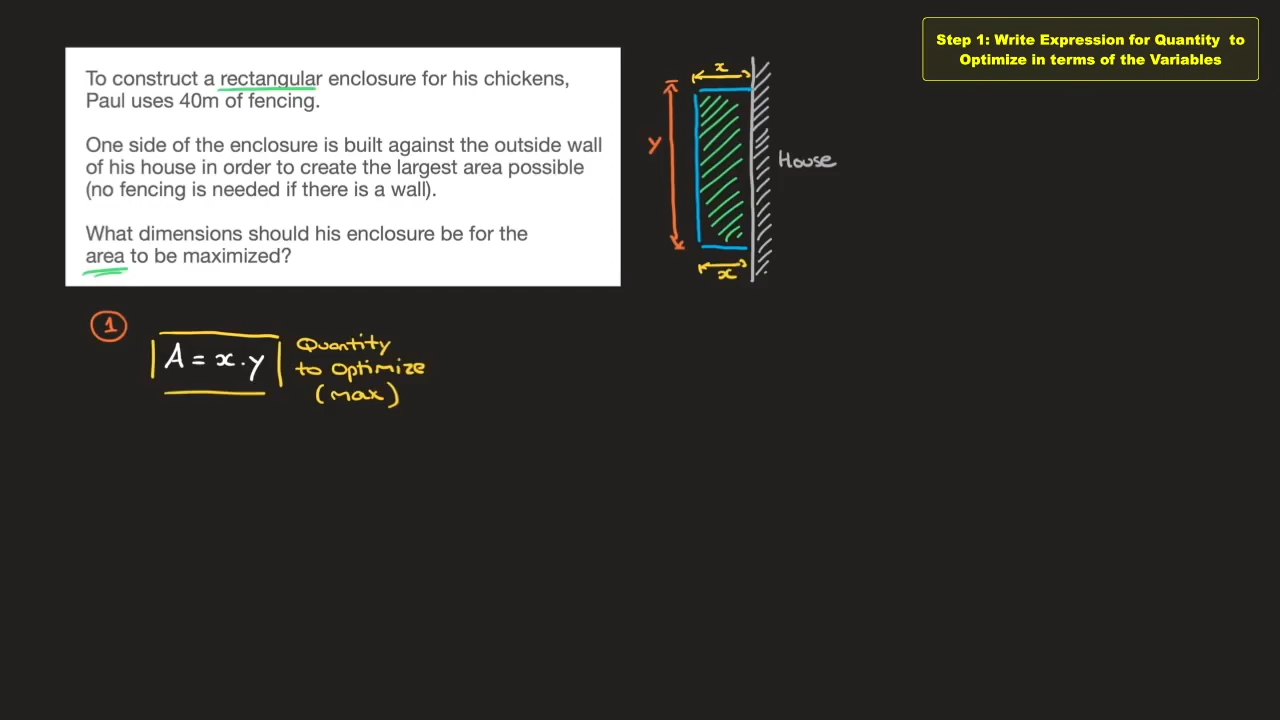 Step 1: Write Expression for Quantity to
Optimize in terms of the Variables
To construct a rectangular enclosure for his chickens,
Paul uses 40m of fencing.
One side of the enclosure is built against the outside wall
of his house in order to create the largest area possible
(no fencing is needed if there is a wall).
What dimensions should his enclosure be for the
area to be maximized?
x
y
House
x
1
A = x . y
Quantity
to Optimize
(max)